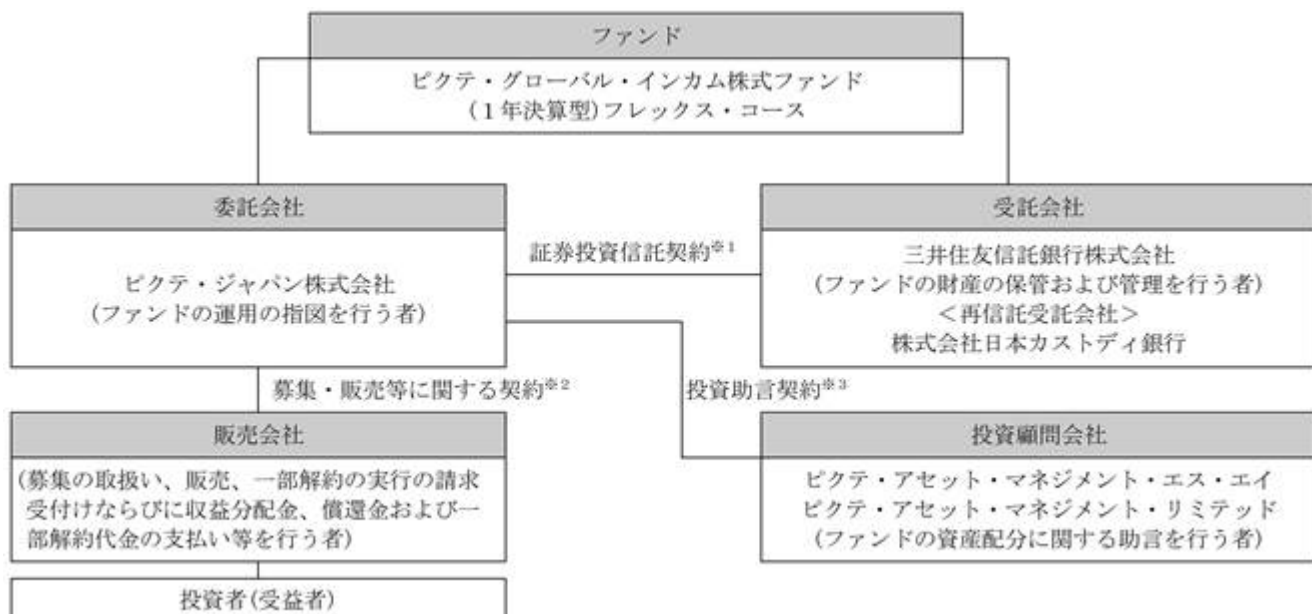 ファンド
ピクテ・グローバル・インカム株式ファンド
(1年決算型)フレックス・コース
委託会社
ピクテ・ジャパン株式会社
(ファンドの運用の指図を行う者)
証券投資信託契約※1
受託会社
三井住友信託銀行株式会社
(ファンドの財産の保管および管理を行う者)
<再信託受託会社>
株式会社日本カストディ銀行
募集・販売等に関する契約※2
投資助言契約※3
販売会社
(募集の取扱い、販売、一部解約の実行の請求
受付けならびに収益分配金、償還金および一
部解約代金の支払い等を行う者)
投資顧問会社
ピクテ・アセット・マネジメント・エス・エイ
ピクテ・アセット・マネジメント・リミテッド
(ファンドの資産配分に関する助言を行う者)
投資者(受益者)